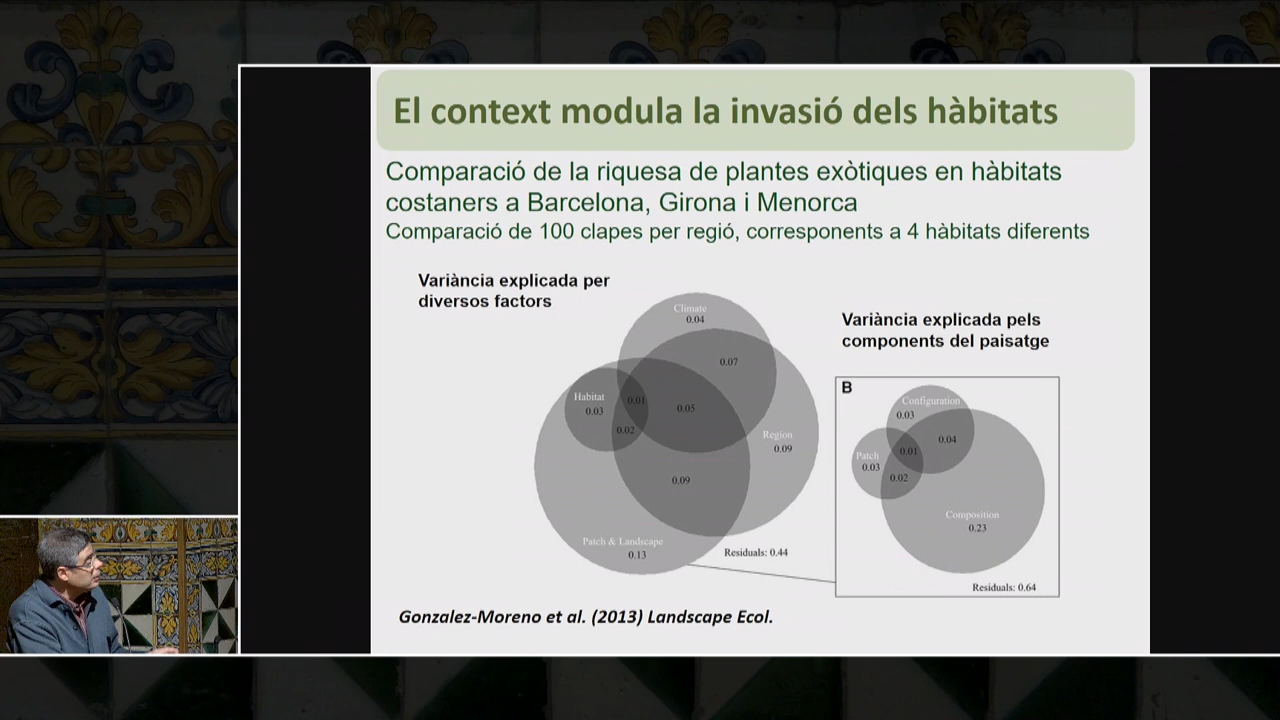 El context modula la invasió dels hàbitats
Comparació de la riquesa de plantes exòtiques en hàbitats
costaners a Barcelona, Girona i Menorca
Comparació de 100 clapes per regió, corresponents a 4 hàbitats diferents
Variància explicada per
diversos factors
Climate
0.04
0.07
Habitat
0.03
0.01
0.05
0.02
Region
0.09
0.09
Patch & Landscape
0.13
Residuals: 0.44
Variància explicada pels
components del paisatge
B
Configuration
0.03
0.04
Patch
0.03
0.01
0.02
Composition
0.23
Residuals: 0.64
Gonzalez-Moreno et al. (2013) Landscape Ecol.